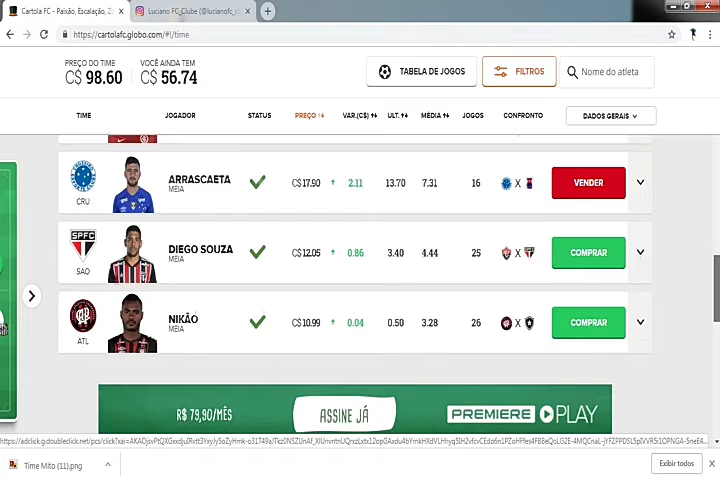 Cartola FC - Paixão, Escalação, Z
Luciano FC_Clube (@lucianofc_cl
https://cartolafc.globo.com/#!/time
PREÇO DO TIME
C$ 98.60
VOCÊ AINDA TEM
C$ 56.74
TABELA DE JOGOS
FILTROS
Nome do atleta
TIME
JOGADOR
STATUS
PREÇO
VAR.(C$)
ULT.
MÉDIA
JOGOS
CONFRONTO
DADOS GERAIS
CRU
ARRASCAETA
MEIA
C$ 17.90
2.11
13.70
7.31
16
X
VENDER
SPFC
SAO
DIEGO SOUZA
MEIA
C$ 12.05
0.86
3.40
4.44
25
X
COMPRAR
ATL
NIKÃO
MEIA
C$ 10.99
0.04
0.50
3.28
26
X
COMPRAR
R$ 79,90/MÊS
ASSINE JÁ
PREMIERE PLAY
Time Mito (11).png
Exibir todos